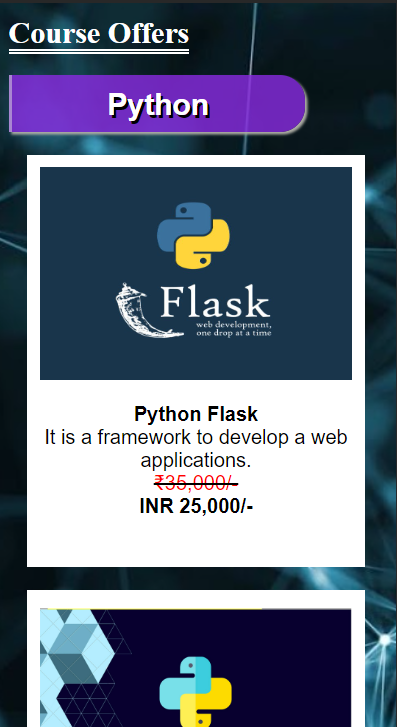 Course Offers
Python
Flask
web development,
one drop at a time
Python Flask
It is a framework to develop a web
applications.
₹35,000/-
INR 25,000/-